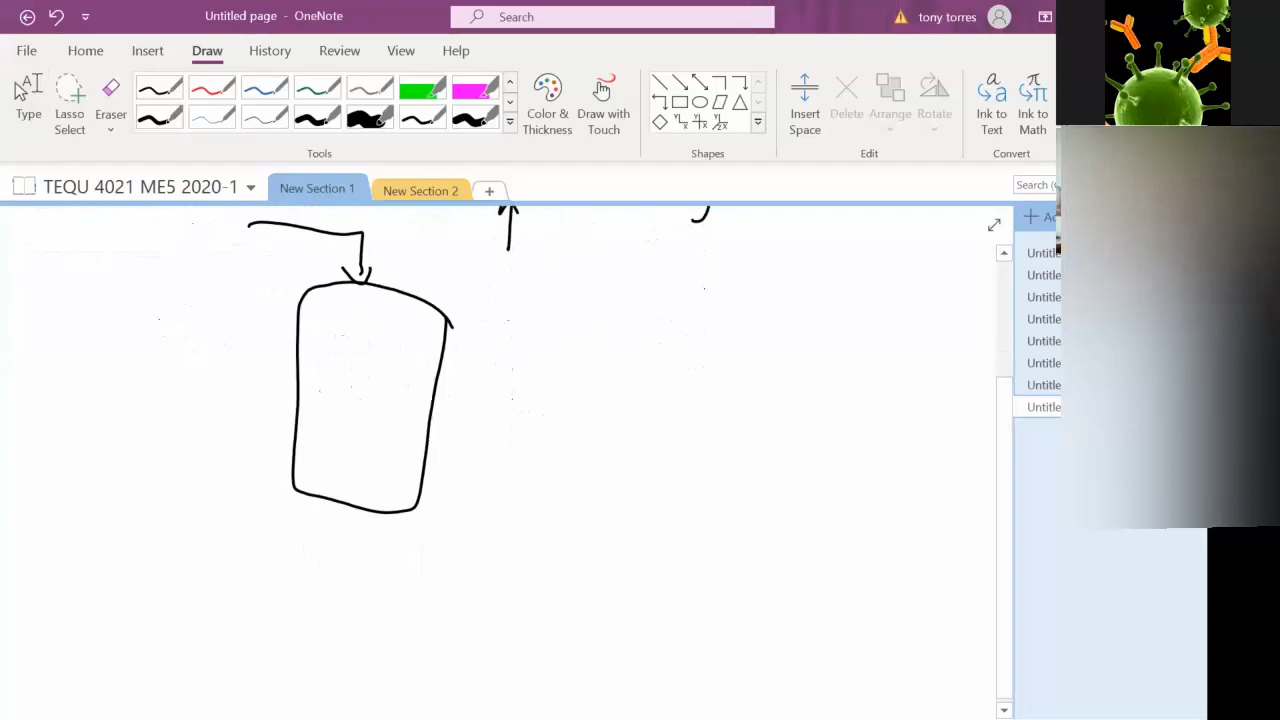 Untitled page - OneNote
Search
tony torres
File Home Insert Draw History Review View Help
Type
Lasso Select
Eraser
Color & Thickness
Draw with Touch
Insert Space
Delete
Arrange
Rotate
Ink to Text
Ink to Math
Tools
Shapes
Edit
Convert
TEQU 4021 ME5 2020-1
New Section 1
New Section 2
Search (
Untitle
Untitle
Untitle
Untitle
Untitle
Untitle
Untitle
Untitle